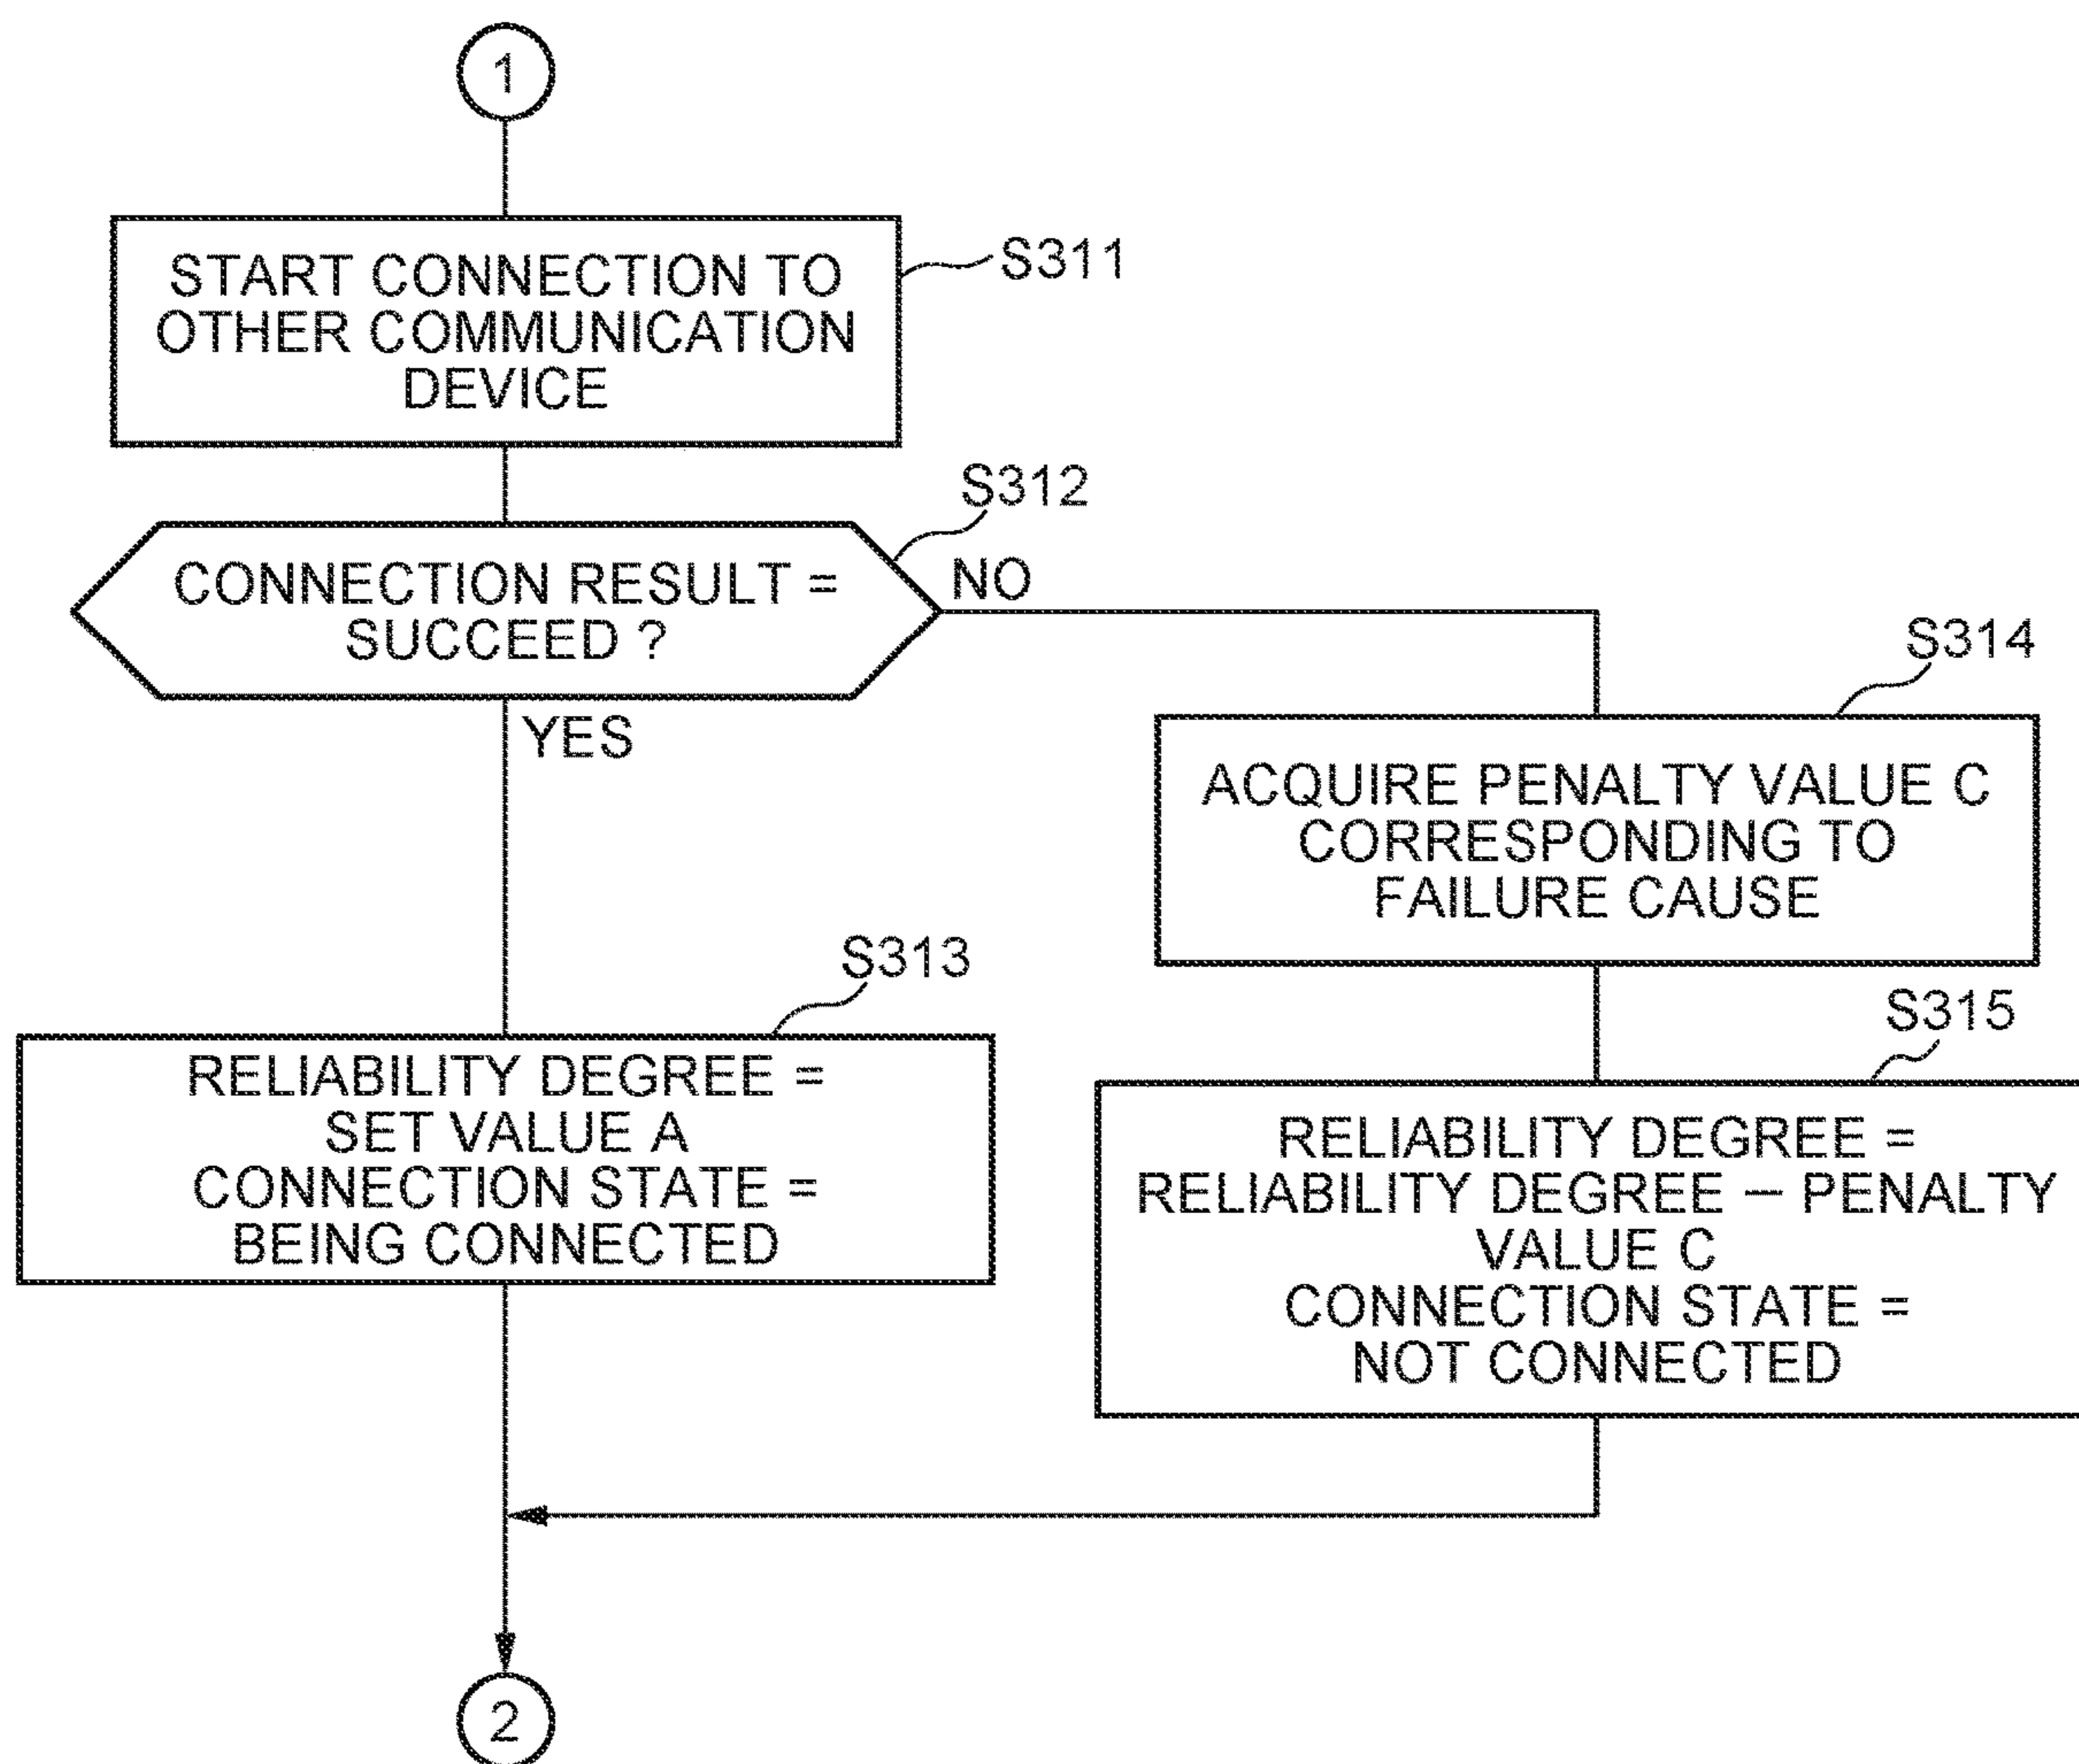 1
START CONNECTION TO
OTHER COMMUNICATION
DEVICE
S311
S312
CONNECTION RESULT =
SUCCEED ?
NO
YES
S314
ACQUIRE PENALTY VALUE C
CORRESPONDING TO
FAILURE CAUSE
S313
RELIABILITY DEGREE =
SET VALUE A
CONNECTION STATE =
BEING CONNECTED
S315
RELIABILITY DEGREE =
RELIABILITY DEGREE – PENALTY
VALUE C
CONNECTION STATE =
NOT CONNECTED
2